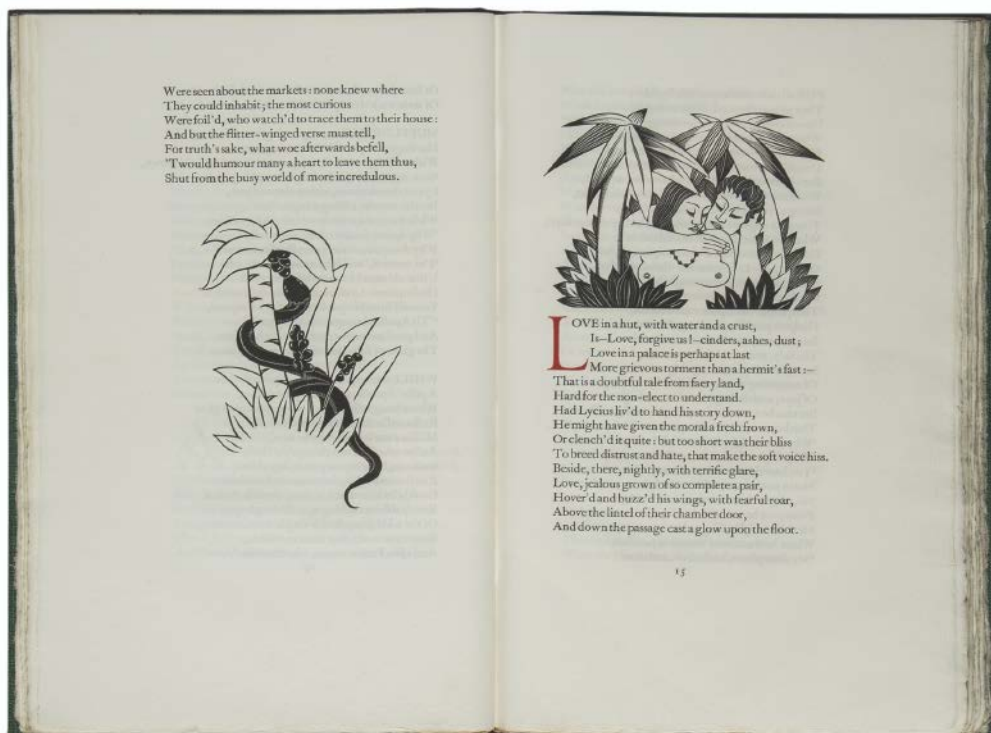 Were seen about the markets: none knew where
They could inhabit; the most curious
Were foil'd, who watch'd to trace them to their house:
And but the flitter-winged verse must tell,
For truth's sake, what woe afterwards befell,
'Twould humour many a heart to leave them thus,
Shut from the busy world of more incredulous.
LOVE in a hut, with water and a crust,
Is—Love, forgive us!—cinders, ashes, dust;
Love in a palace is perhaps at last
More grievous torment than a hermit's fast:—
That is a doubtful tale from faery land,
Hard for the non-elect to understand.
Had Lycius liv'd to hand his story down,
He might have given the moral a fresh frown,
Or clench'd it quite: but too short was their bliss
To breed distrust and hate, that make the soft voice hiss.
Beside, there, nightly, with terrific glare,
Love, jealous grown of so complete a pair,
Hover'd and buzz'd his wings, with fearful roar,
Above the lintel of their chamber door,
And down the passage cast a glow upon the floor.
15